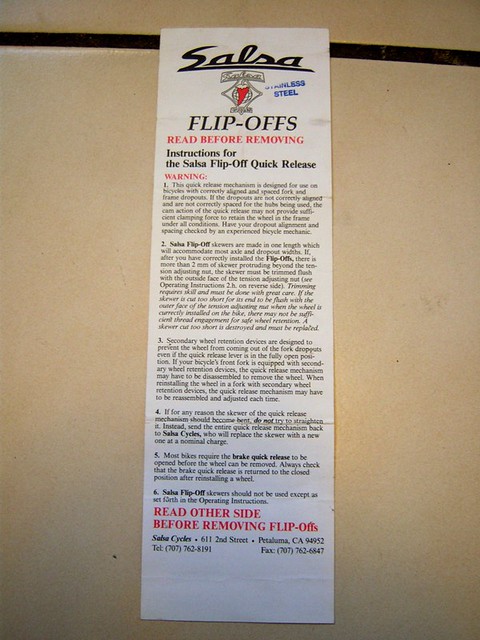 Salsa
Salsa
STAINLESS
STEEL
FLIP-OFFS
READ BEFORE REMOVING
Instructions for
the Salsa Flip-Off Quick Release
WARNING:
1. This quick release mechanism is designed for use on
bicycles with correctly aligned and spaced fork and
frame dropouts. If the dropouts are not correctly aligned
and are not correctly spaced for the hubs being used, the
cam action of the quick release may not provide suffi-
cient clamping force to retain the wheel in the frame
under all conditions. Have your dropout alignment and
spacing checked by an experienced bicycle mechanic.
2. Salsa Flip-Off skewers are made in one length which
will accommodate most axle and dropout widths. If,
after you have correctly installed the Flip-Offs, there is
more than 2 mm of skewer protruding beyond the ten-
sion adjusting nut, the skewer must be trimmed flush
with the outside face of the tension adjusting nut (see
Operating Instructions 2.h. on reverse side). Trimming
requires skill and must be done with great care. If the
skewer is cut too short for its end to be flush with the
outer face of the tension adjusting nut when the wheel is
currectly installed on the bike, there may not be suffi-
cient thread engagement for safe wheel retention. A
skewer cut too short is destroyed and must be replaced.
3. Secondary wheel retention devices are designed to
prevent the wheel from coming out of the fork dropouts
even if the quick release lever is in the fully open posi-
tion. If your bicycle's front fork is equipped with second-
ary wheel retention devices, the quick release mechanism
may have to be disassembled to remove the wheel. When
reinstalling the wheel in a fork with secondary wheel
retention devices, the quick release mechanism may have
to be reassembled and adjusted each time.
4. If for any reason the skewer of the quick release
mechanism should become bent, do not try to straighten
it. Instead, send the entire quick release mechanism back
to Salsa Cycles, who will replace the skewer with a new
one at a nominal charge.
5. Most bikes require the brake quick release to be
opened before the wheel can be removed. Always check
that the brake quick release is returned to the closed
position after reinstalling a wheel.
6. Salsa Flip-Off skewers should not be used except as
set forth in the Operating Instructions.
READ OTHER SIDE
BEFORE REMOVING FLIP-Offs
Salsa Cycles • 611 2nd Street • Petaluma, CA 94952
Tel: (707) 762-8191 Fax: (707) 762-6847